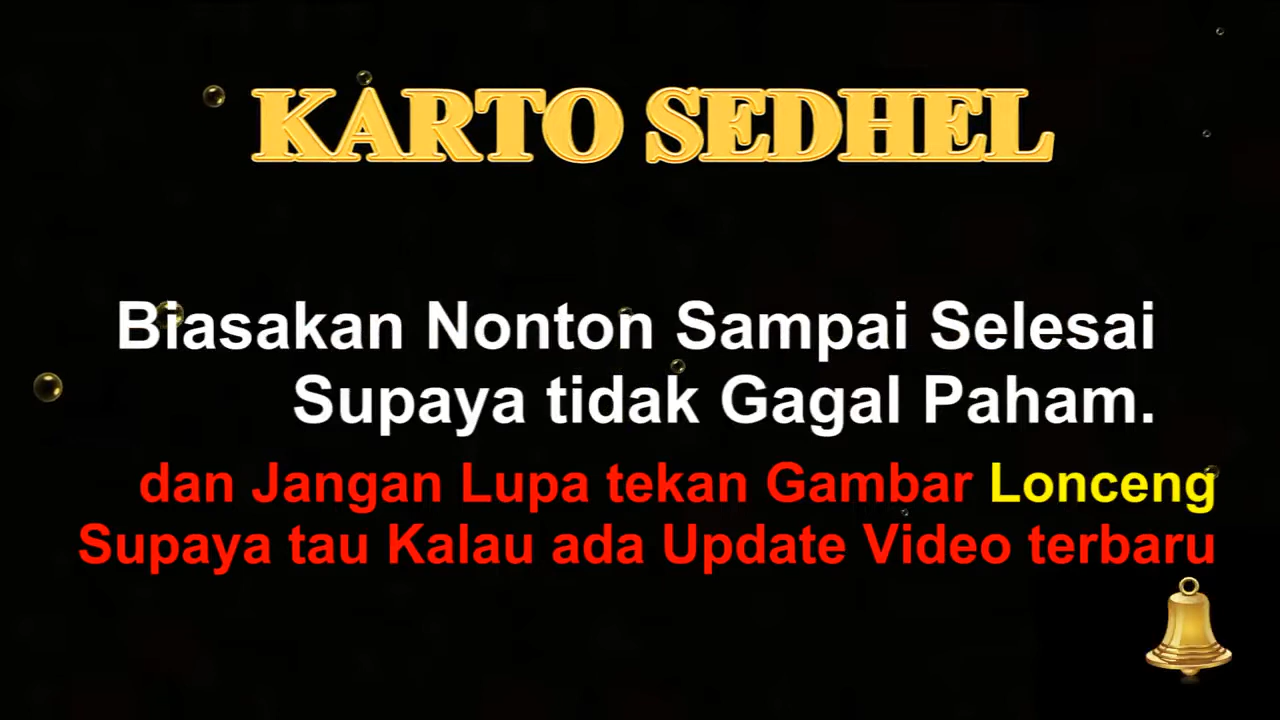 KARTO SEDHEL
Biasakan Nonton Sampai Selesai
Supaya tidak Gagal Paham.
dan Jangan Lupa tekan Gambar Lonceng
Supaya tau Kalau ada Update Video terbaru